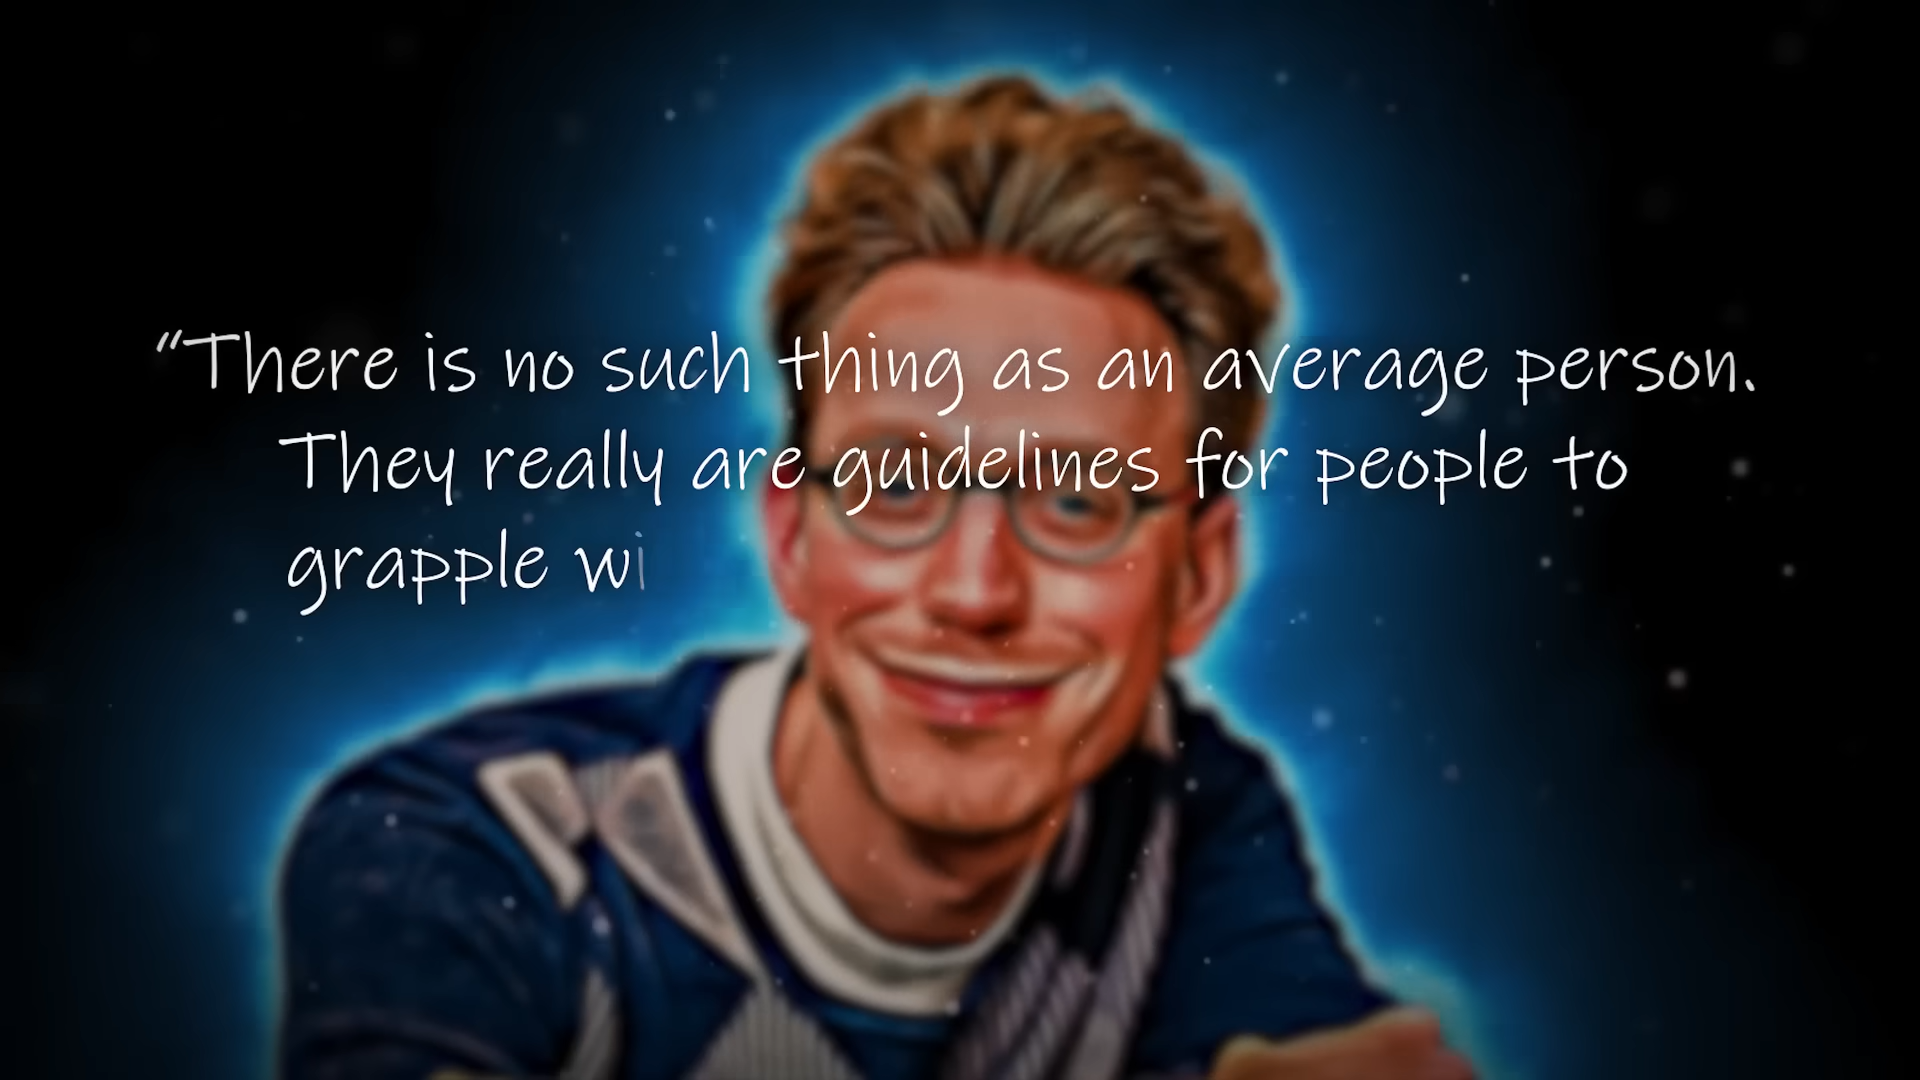 “There is no such thing as an average person.
They really are guidelines for people to
grapple wi